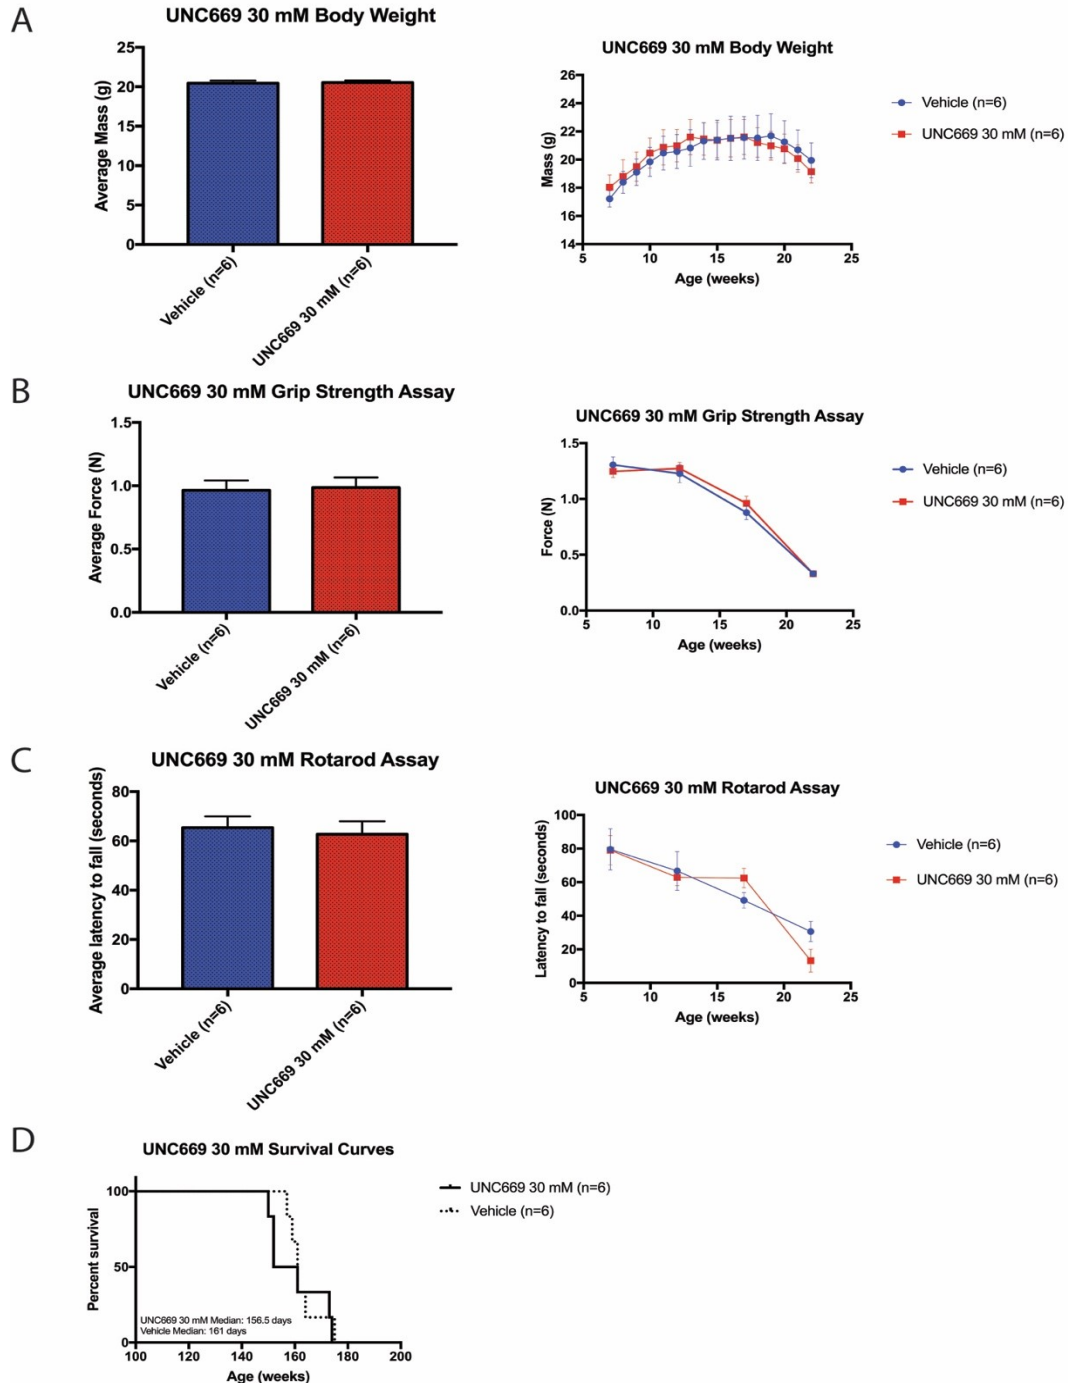 A
UNC669 30 mM Body Weight
Average Mass (g)
25
20
15
10
5
0
Vehicle (n=6)
UNC669 30 mM (n=6)
UNC669 30 mM Body Weight
Mass (g)
26
24
22
20
18
16
14
5
10
15
20
25
Age (weeks)
Vehicle (n=6)
UNC669 30 mM (n=6)
B
UNC669 30 mM Grip Strength Assay
Average Force (N)
1.5
1.0
0.5
0.0
Vehicle (n=6)
UNC669 30 mM (n=6)
UNC669 30 mM Grip Strength Assay
Force (N)
1.5
1.0
0.5
0.0
5
10
15
20
25
Age (weeks)
Vehicle (n=6)
UNC669 30 mM (n=6)
C
UNC669 30 mM Rotarod Assay
Average latency to fall (seconds)
80
60
40
20
0
Vehicle (n=6)
UNC669 30 mM (n=6)
UNC669 30 mM Rotarod Assay
Latency to fall (seconds)
100
80
60
40
20
0
5
10
15
20
25
Age (weeks)
Vehicle (n=6)
UNC669 30 mM (n=6)
D
UNC669 30 mM Survival Curves
Percent survival
100
50
0
UNC669 30 mM Median: 156.5 days
Vehicle Median: 161 days
100
120
140
160
180
200
Age (weeks)
UNC669 30 mM (n=6)
Vehicle (n=6)